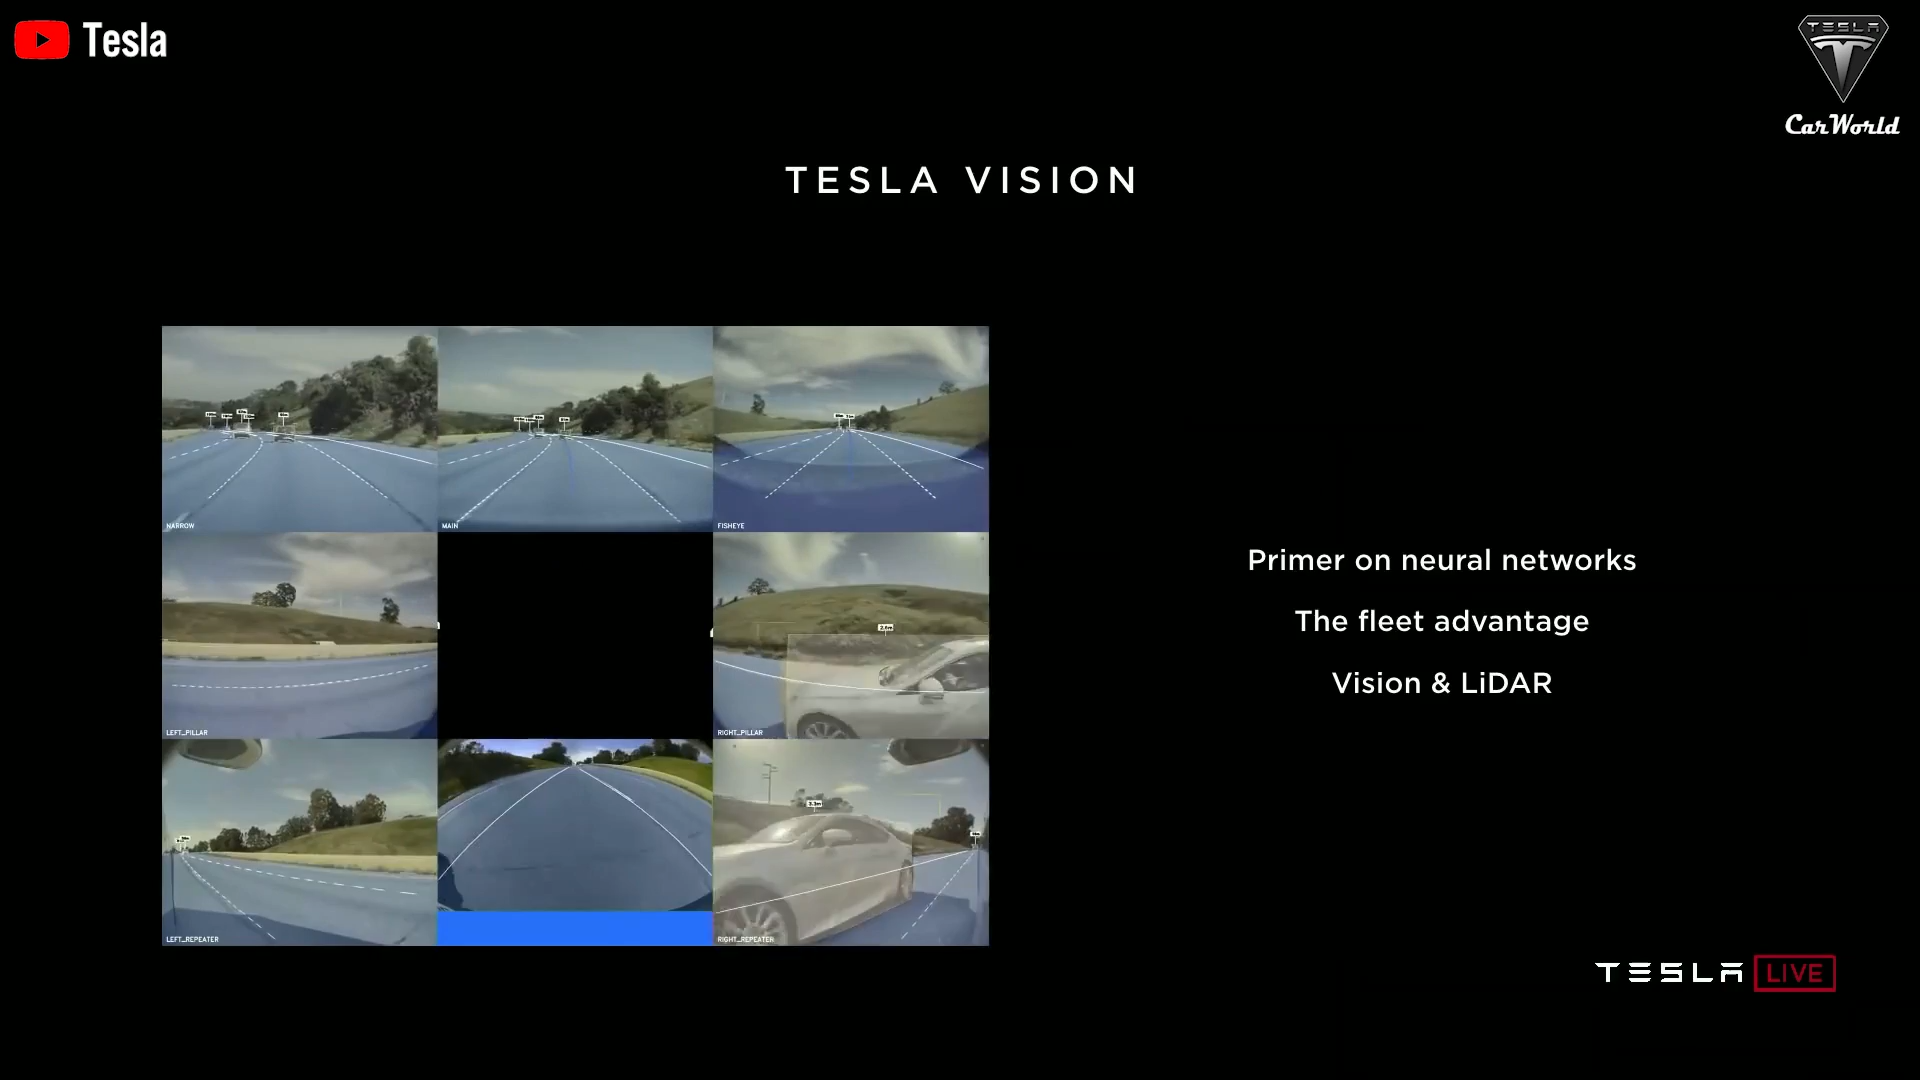 Tesla
TESLA
CarWorld
TESLA VISION
NARROW
MAIN
FISHEYE
Primer on neural networks
The fleet advantage
Vision & LiDAR
LEFT_PILLAR
RIGHT_PILLAR
LEFT_REPEATER
RIGHT_REPEATER
TESLA LIVE